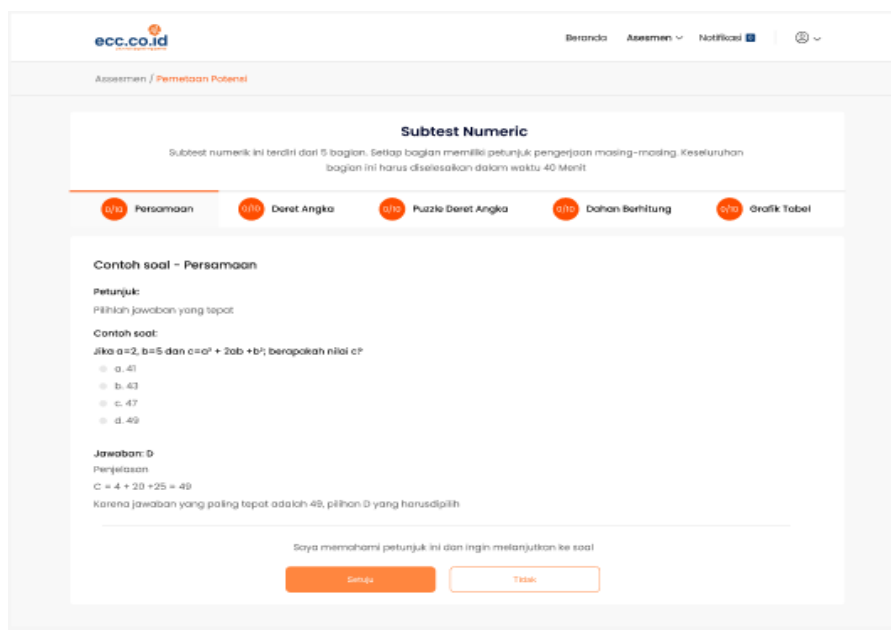 ecc.co.id
Beranda Asesmen Notifikasi
Assesmen / Pemetaan Potensi
Subtest Numeric
Subtest numerik ini terdiri dari 5 bagian. Setiap bagian memiliki petunjuk pengerjaan masing-masing. Keseluruhan
bagian ini harus diselesaikan dalam waktu 40 Menit
0/10 Persamaan 0/10 Deret Angka 0/10 Puzzle Deret Angka 0/10 Dahan Berhitung 0/10 Grafik Tabel
Contoh soal - Persamaan
Petunjuk:
Pilihlah jawaban yang tepat
Contoh soal:
Jika a=2, b=5 dan c=a² + 2ab +b²; berapakah nilai c?
a. 41
b. 43
c. 47
d. 49
Jawaban: D
Penjelasan
C = 4 + 20 +25 = 49
Karena jawaban yang paling tepat adalah 49, pilihan D yang harusdipilih
Saya memahami petunjuk ini dan ingin melanjutkan ke soal
Setuju Tidak